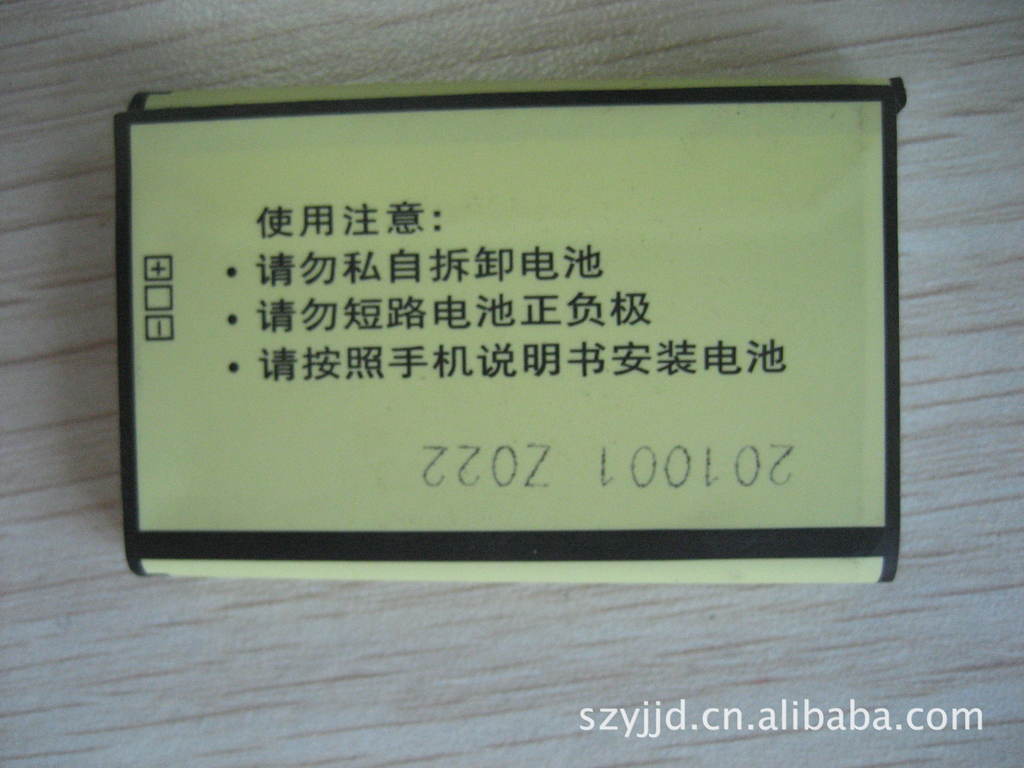 使用注意:
+
• 请勿私自拆卸电池
• 请勿短路电池正负极
-
• 请按照手机说明书安装电池
201001 Z022
szyjjd.cn.alibaba.com